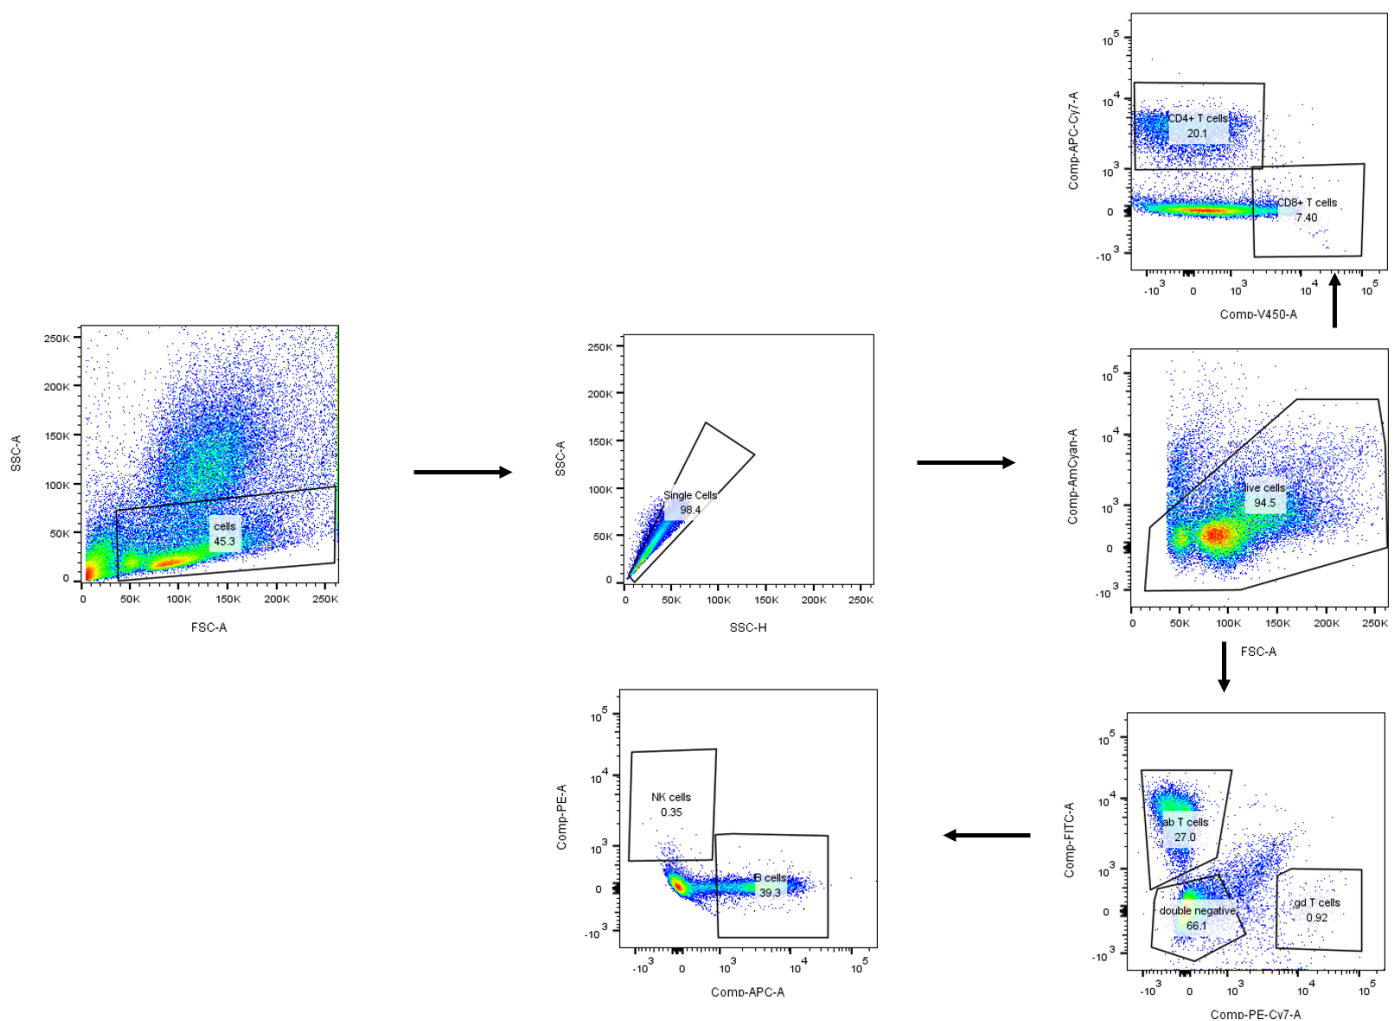 10 5
10 4
10 3
0
-10 3
Comp-APC-Cy7-A
CD4+ T cells
20.1
CD8+ T cells
7.40
-10 3 0 10 3 10 4 10 5
Comp-V450-A
250K
200K
150K
100K
50K
0
SSC-A
cells
45.3
0 50K 100K 150K 200K 250K
FSC-A
250K
200K
150K
100K
50K
0
SSC-A
Single Cells
98.4
0 50K 100K 150K 200K 250K
SSC-H
10 5
10 4
10 3
0
-10 3
Comp-AmCyan-A
live cells
94.5
0 50K 100K 150K 200K 250K
FSC-A
10 5
10 4
10 3
0
-10 3
Comp-PE-A
NK cells
0.35
B cells
39.3
-10 3 0 10 3 10 4 10 5
Comp-APC-A
10 5
10 4
10 3
0
-10 3
Comp-FITC-A
ab T cells
27.0
double negative
66.1
gd T cells
0.92
-10 3 0 10 3 10 4 10 5
Comp-PE-Cy7-A